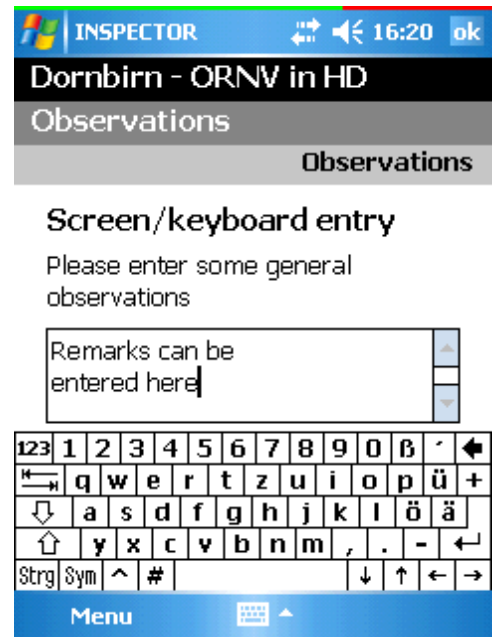 INSPECTOR 16:20 ok
Dornbirn - ORNV in HD
Observations
Observations
Screen/keyboard entry
Please enter some general
observations
Remarks can be
entered here
123 1 2 3 4 5 6 7 8 9 0 ß ´
q w e r t z u i o p ü +
a s d f g h j k l ö ä
y x c v b n m , . -
Strg Sym ^ # ↓ ↑ ← →
Menu